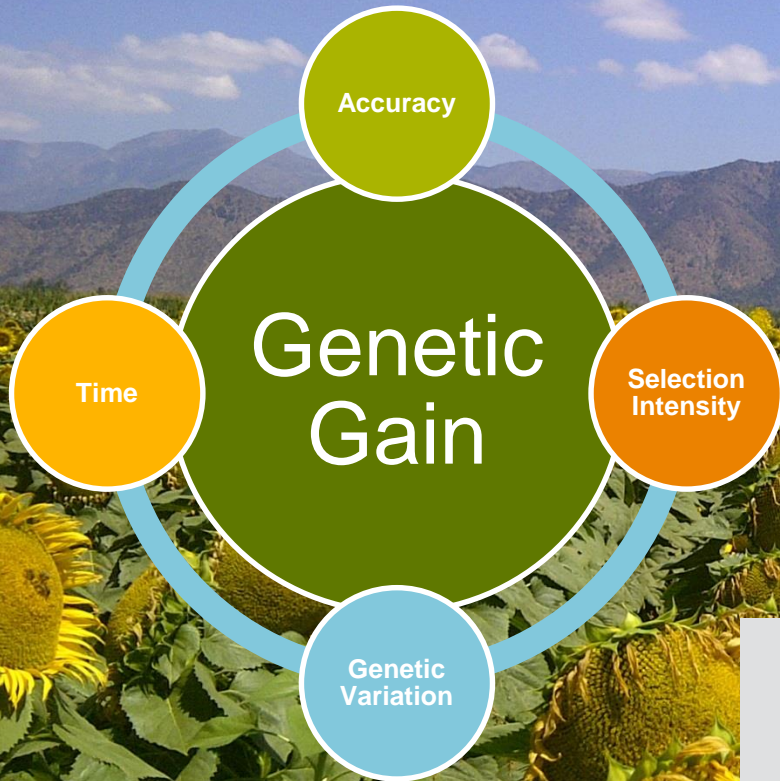 Accuracy
Genetic
Gain
Time
Selection
Intensity
Genetic
Variation